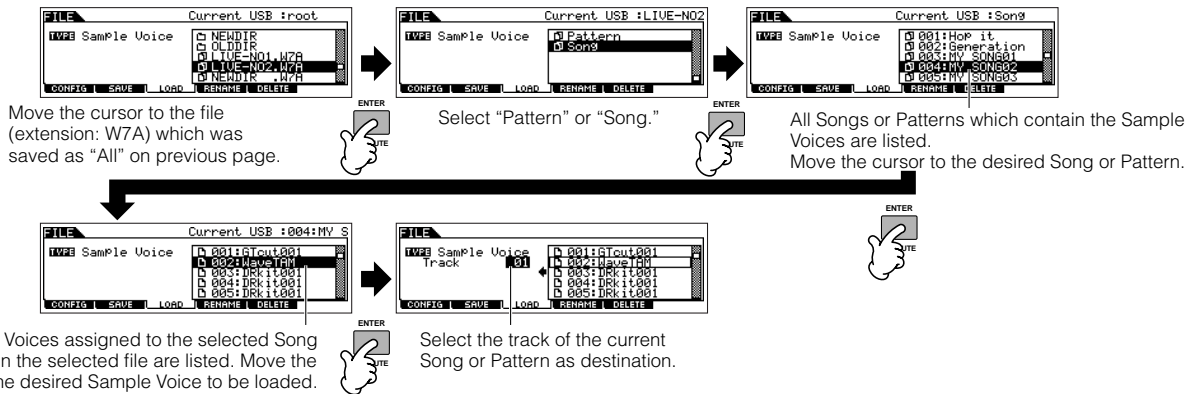 FILE Current USB :root
TYPE Sample Voice
NEWDIR
OLDDIR
LIVE-NO1.W7A
LIVE-NO2.W7A
NEWDIR .W7A
CONFIG SAVE LOAD RENAME DELETE
Move the cursor to the file
(extension: W7A) which was
saved as “All” on previous page.
ENTER
FILE Current USB :LIVE-NO2
TYPE Sample Voice
Pattern
Song
CONFIG SAVE LOAD RENAME DELETE
Select “Pattern” or “Song.”
ENTER
FILE Current USB :Song
TYPE Sample Voice
001:Hop it
002:Generation
003:MY SONG01
004:MY SONG02
005:MY SONG03
CONFIG SAVE LOAD RENAME DELETE
All Songs or Patterns which contain the Sample
Voices are listed.
Move the cursor to the desired Song or Pattern.
ENTER
FILE Current USB :004:MY S
TYPE Sample Voice
001:GTcut001
002:WaveTAM
003:DRkit001
004:DRkit001
005:DRkit001
CONFIG SAVE LOAD RENAME DELETE
Voices assigned to the selected Song
n the selected file are listed. Move the
he desired Sample Voice to be loaded.
ENTER
FILE
TYPE Sample Voice
Track 01
001:GTcut001
002:WaveTAM
003:DRkit001
004:DRkit001
005:DRkit001
CONFIG SAVE LOAD RENAME DELETE
Select the track of the current
Song or Pattern as destination.